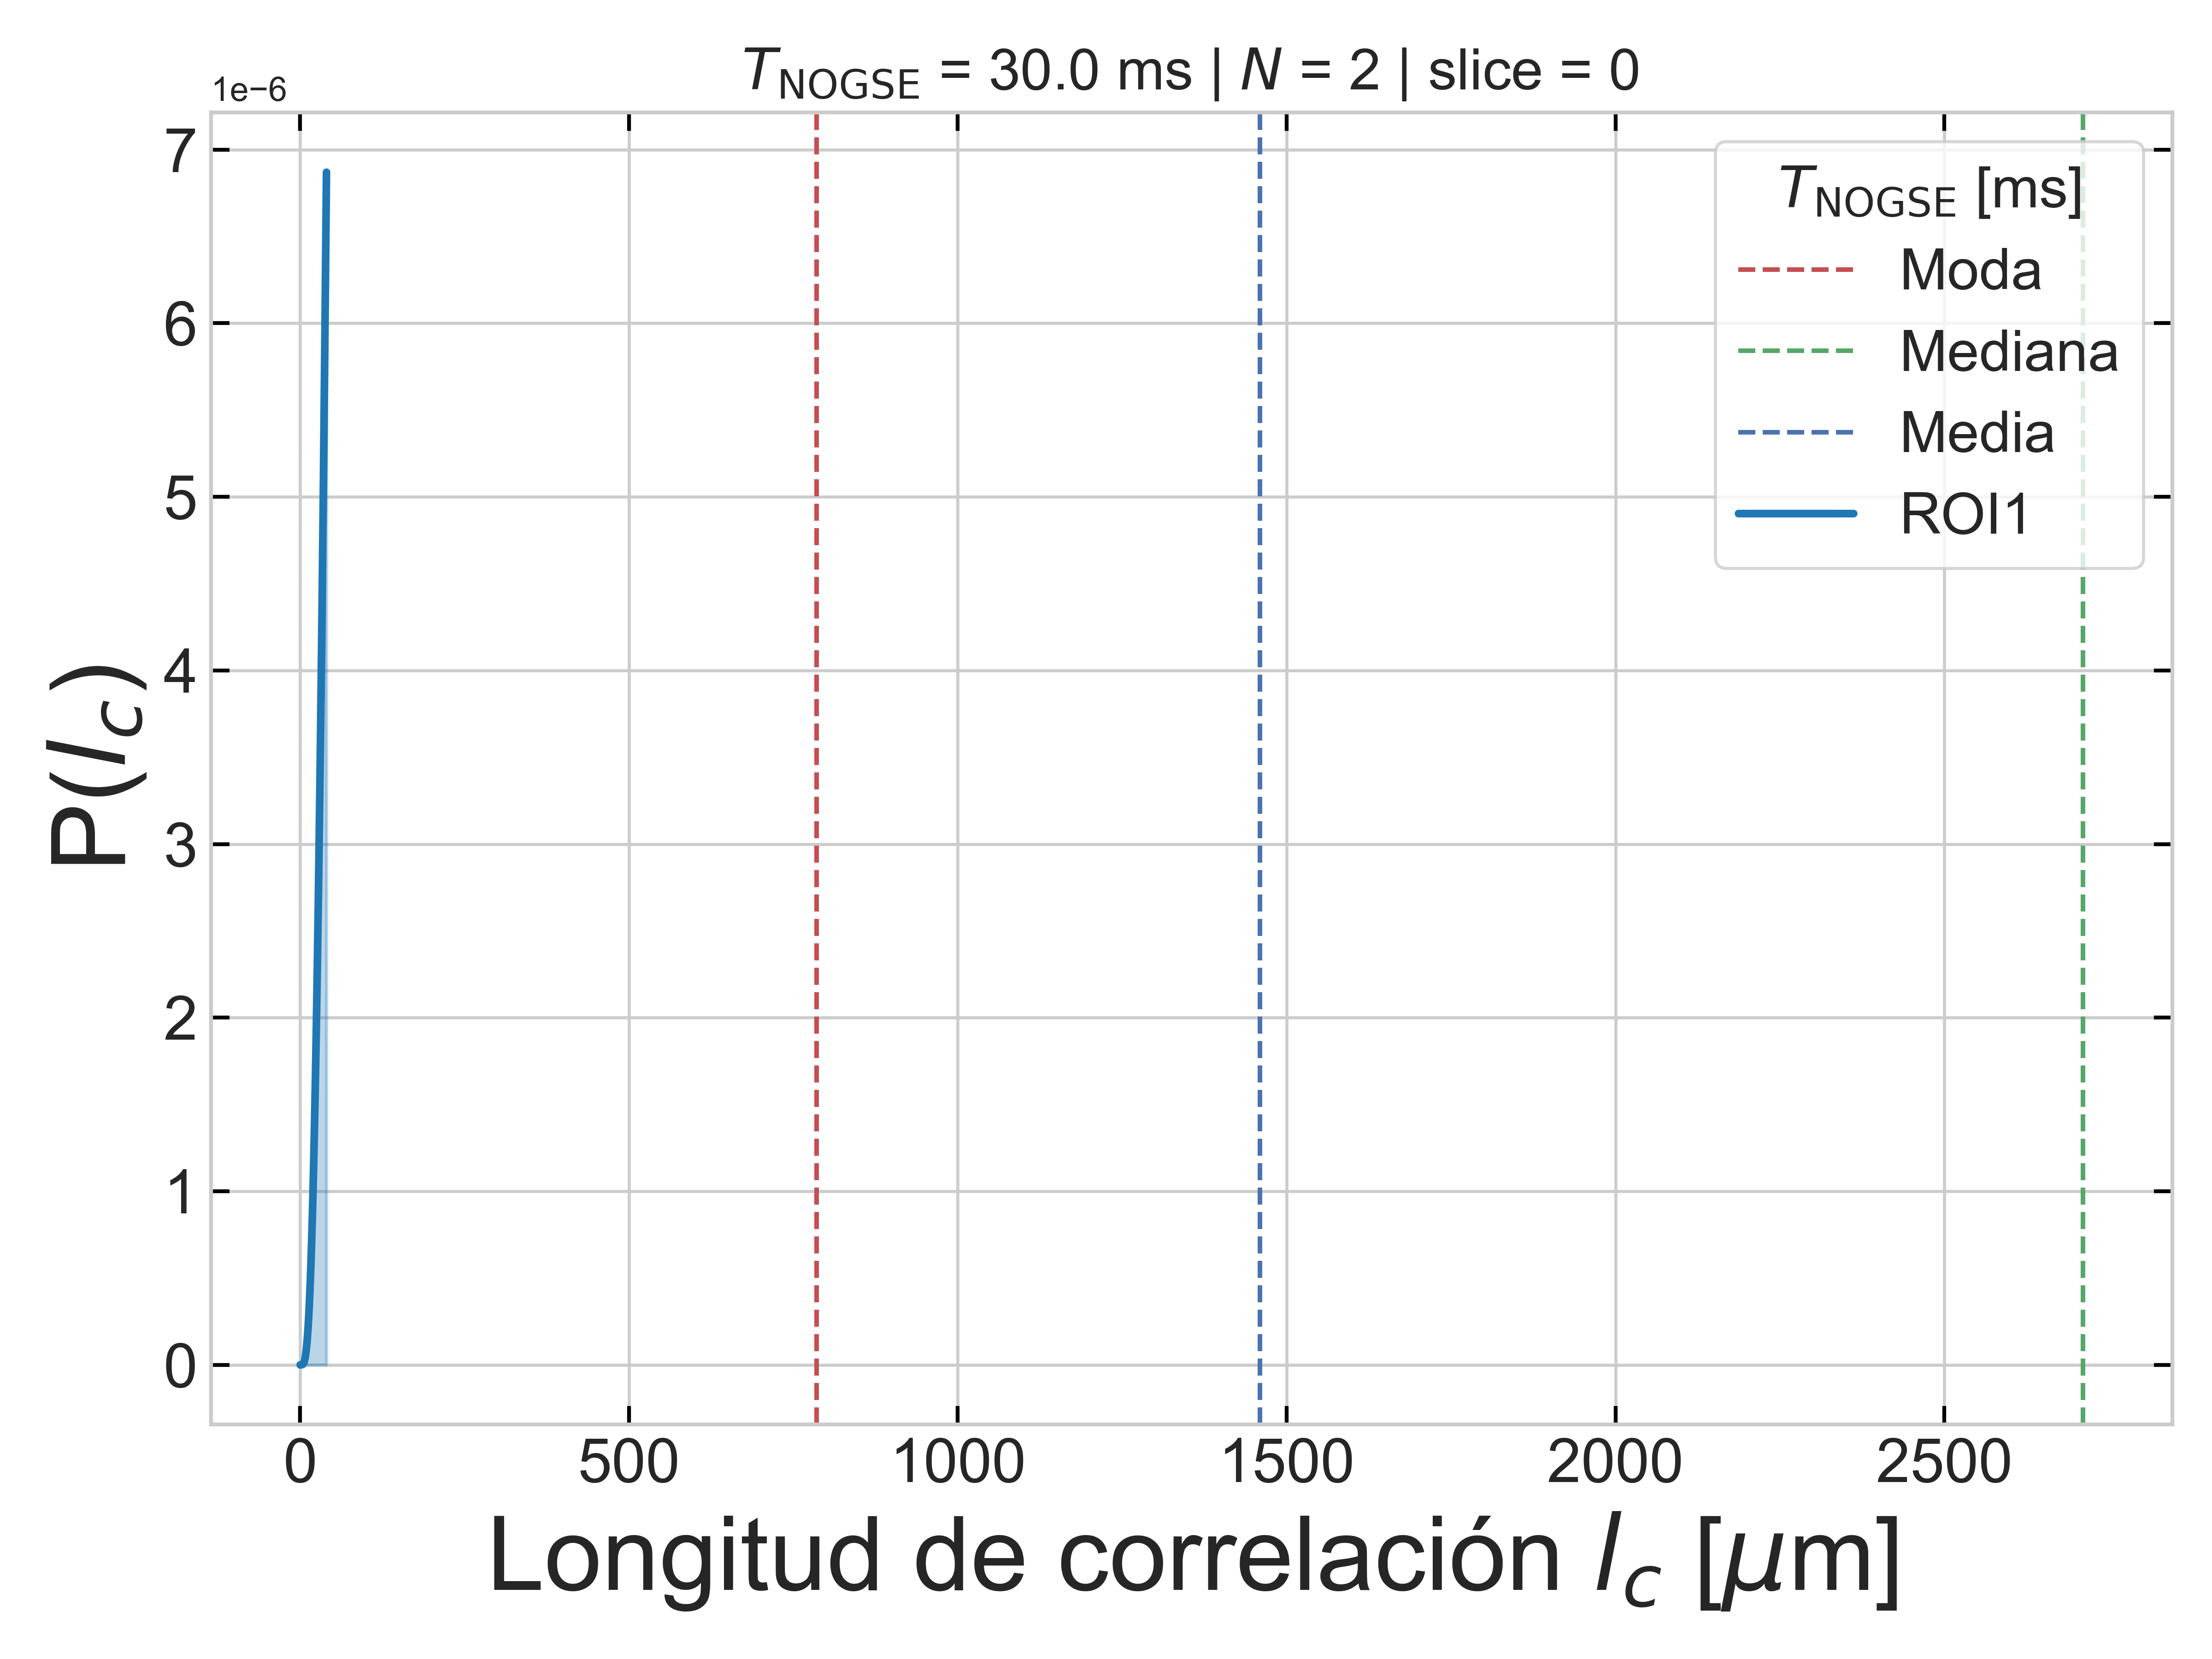 T_NOGSE = 30.0 ms | N = 2 | slice = 0
1e−6
7
6
5
4
3
2
1
0
P(l_c)
T_NOGSE [ms]
Moda
Mediana
Media
ROI1
0 500 1000 1500 2000 2500
Longitud de correlación l_c [μm]